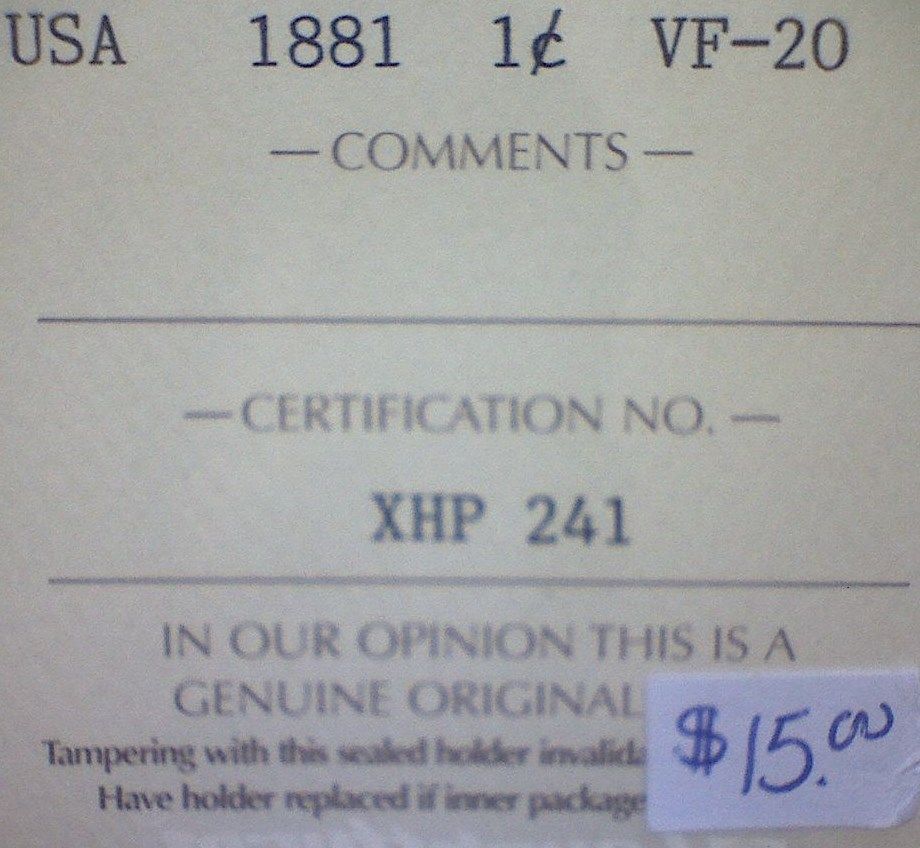 USA 1881 1¢ VF-20
— COMMENTS —
— CERTIFICATION NO. —
XHP 241
IN OUR OPINION THIS IS A
GENUINE ORIGINAL
Tampering with this sealed holder
Have holder replaced if inner package
$15.00